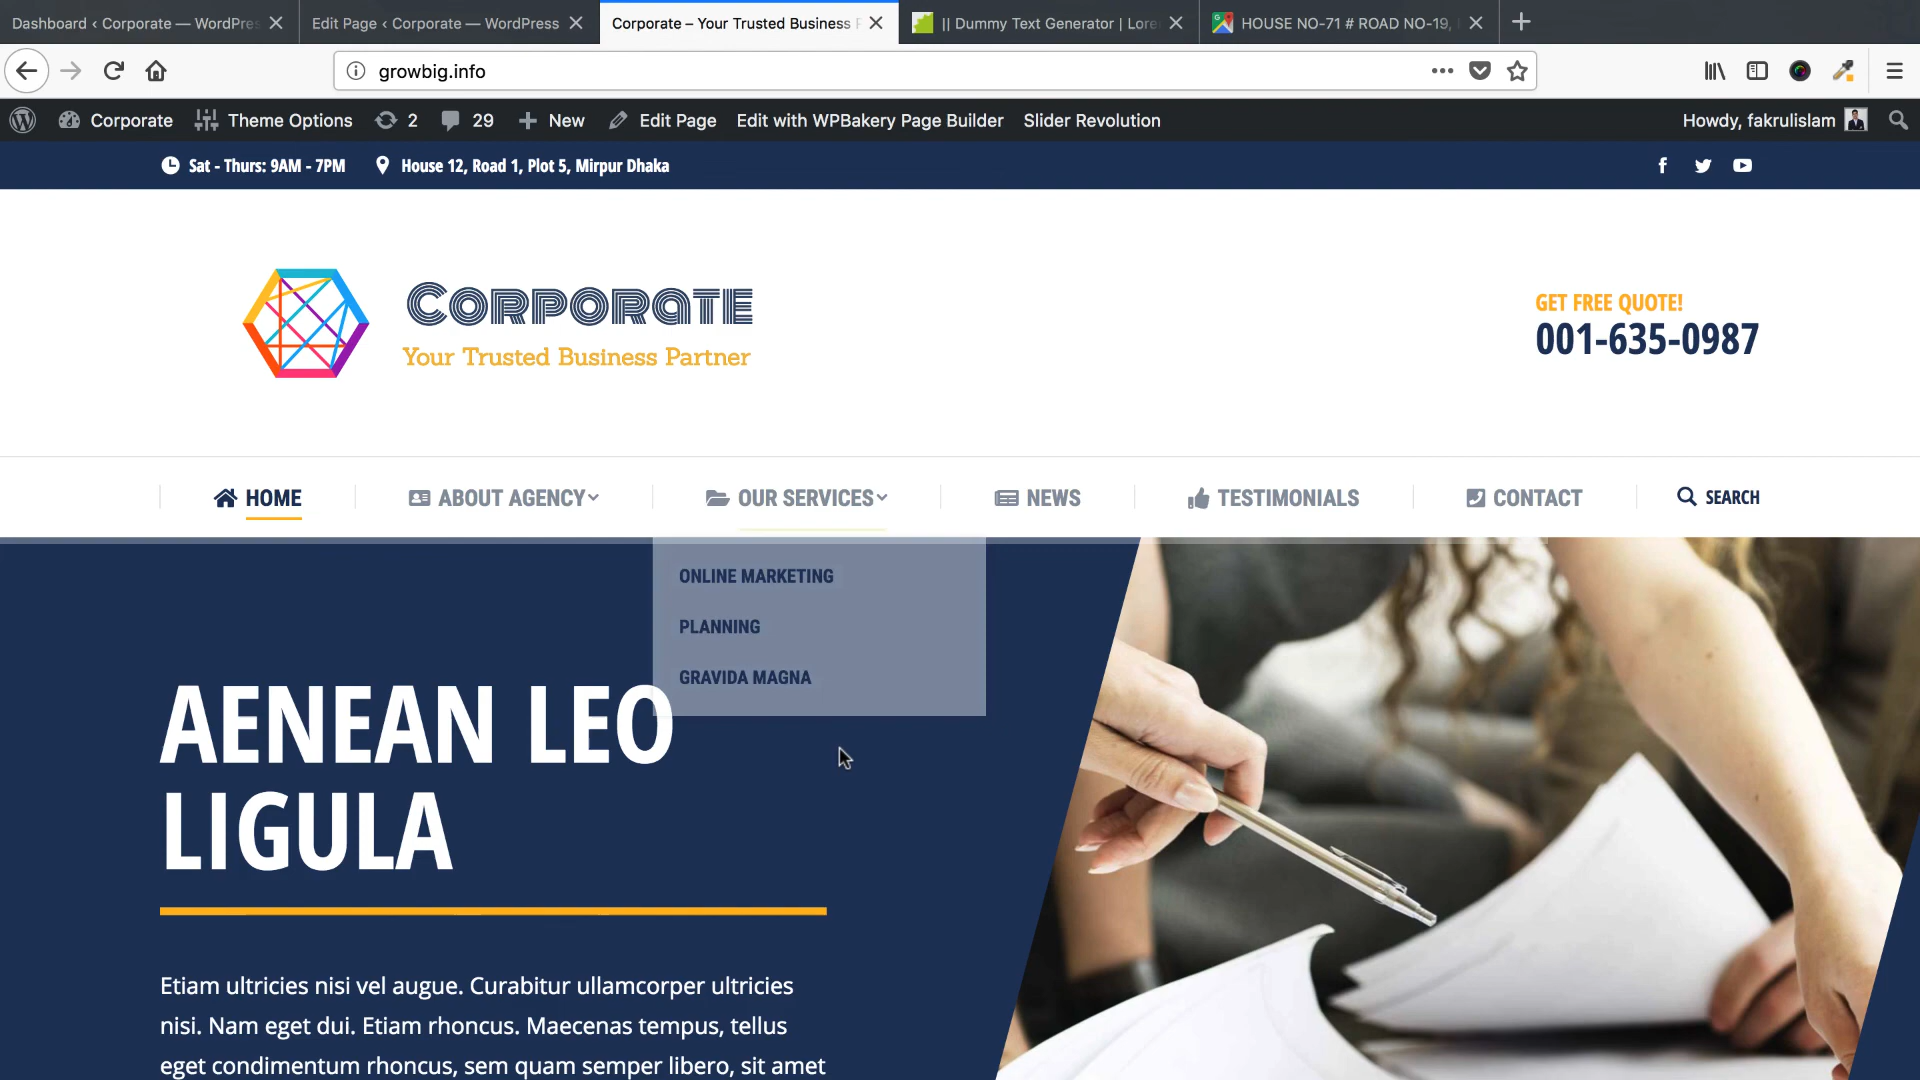 Dashboard ‹ Corporate — WordPres
Edit Page ‹ Corporate — WordPress
Corporate – Your Trusted Business P
|| Dummy Text Generator | Lore
HOUSE NO-71 # ROAD NO-19,
growbig.info
Corporate Theme Options 2 29 New Edit Page Edit with WPBakery Page Builder Slider Revolution Howdy, fakrulislam
Sat - Thurs: 9AM - 7PM House 12, Road 1, Plot 5, Mirpur Dhaka
CORPORATE
Your Trusted Business Partner
GET FREE QUOTE!
001-635-0987
HOME ABOUT AGENCY OUR SERVICES NEWS TESTIMONIALS CONTACT SEARCH
ONLINE MARKETING
PLANNING
GRAVIDA MAGNA
AENEAN LEO
LIGULA
Etiam ultricies nisi vel augue. Curabitur ullamcorper ultricies
nisi. Nam eget dui. Etiam rhoncus. Maecenas tempus, tellus
eget condimentum rhoncus, sem quam semper libero, sit amet